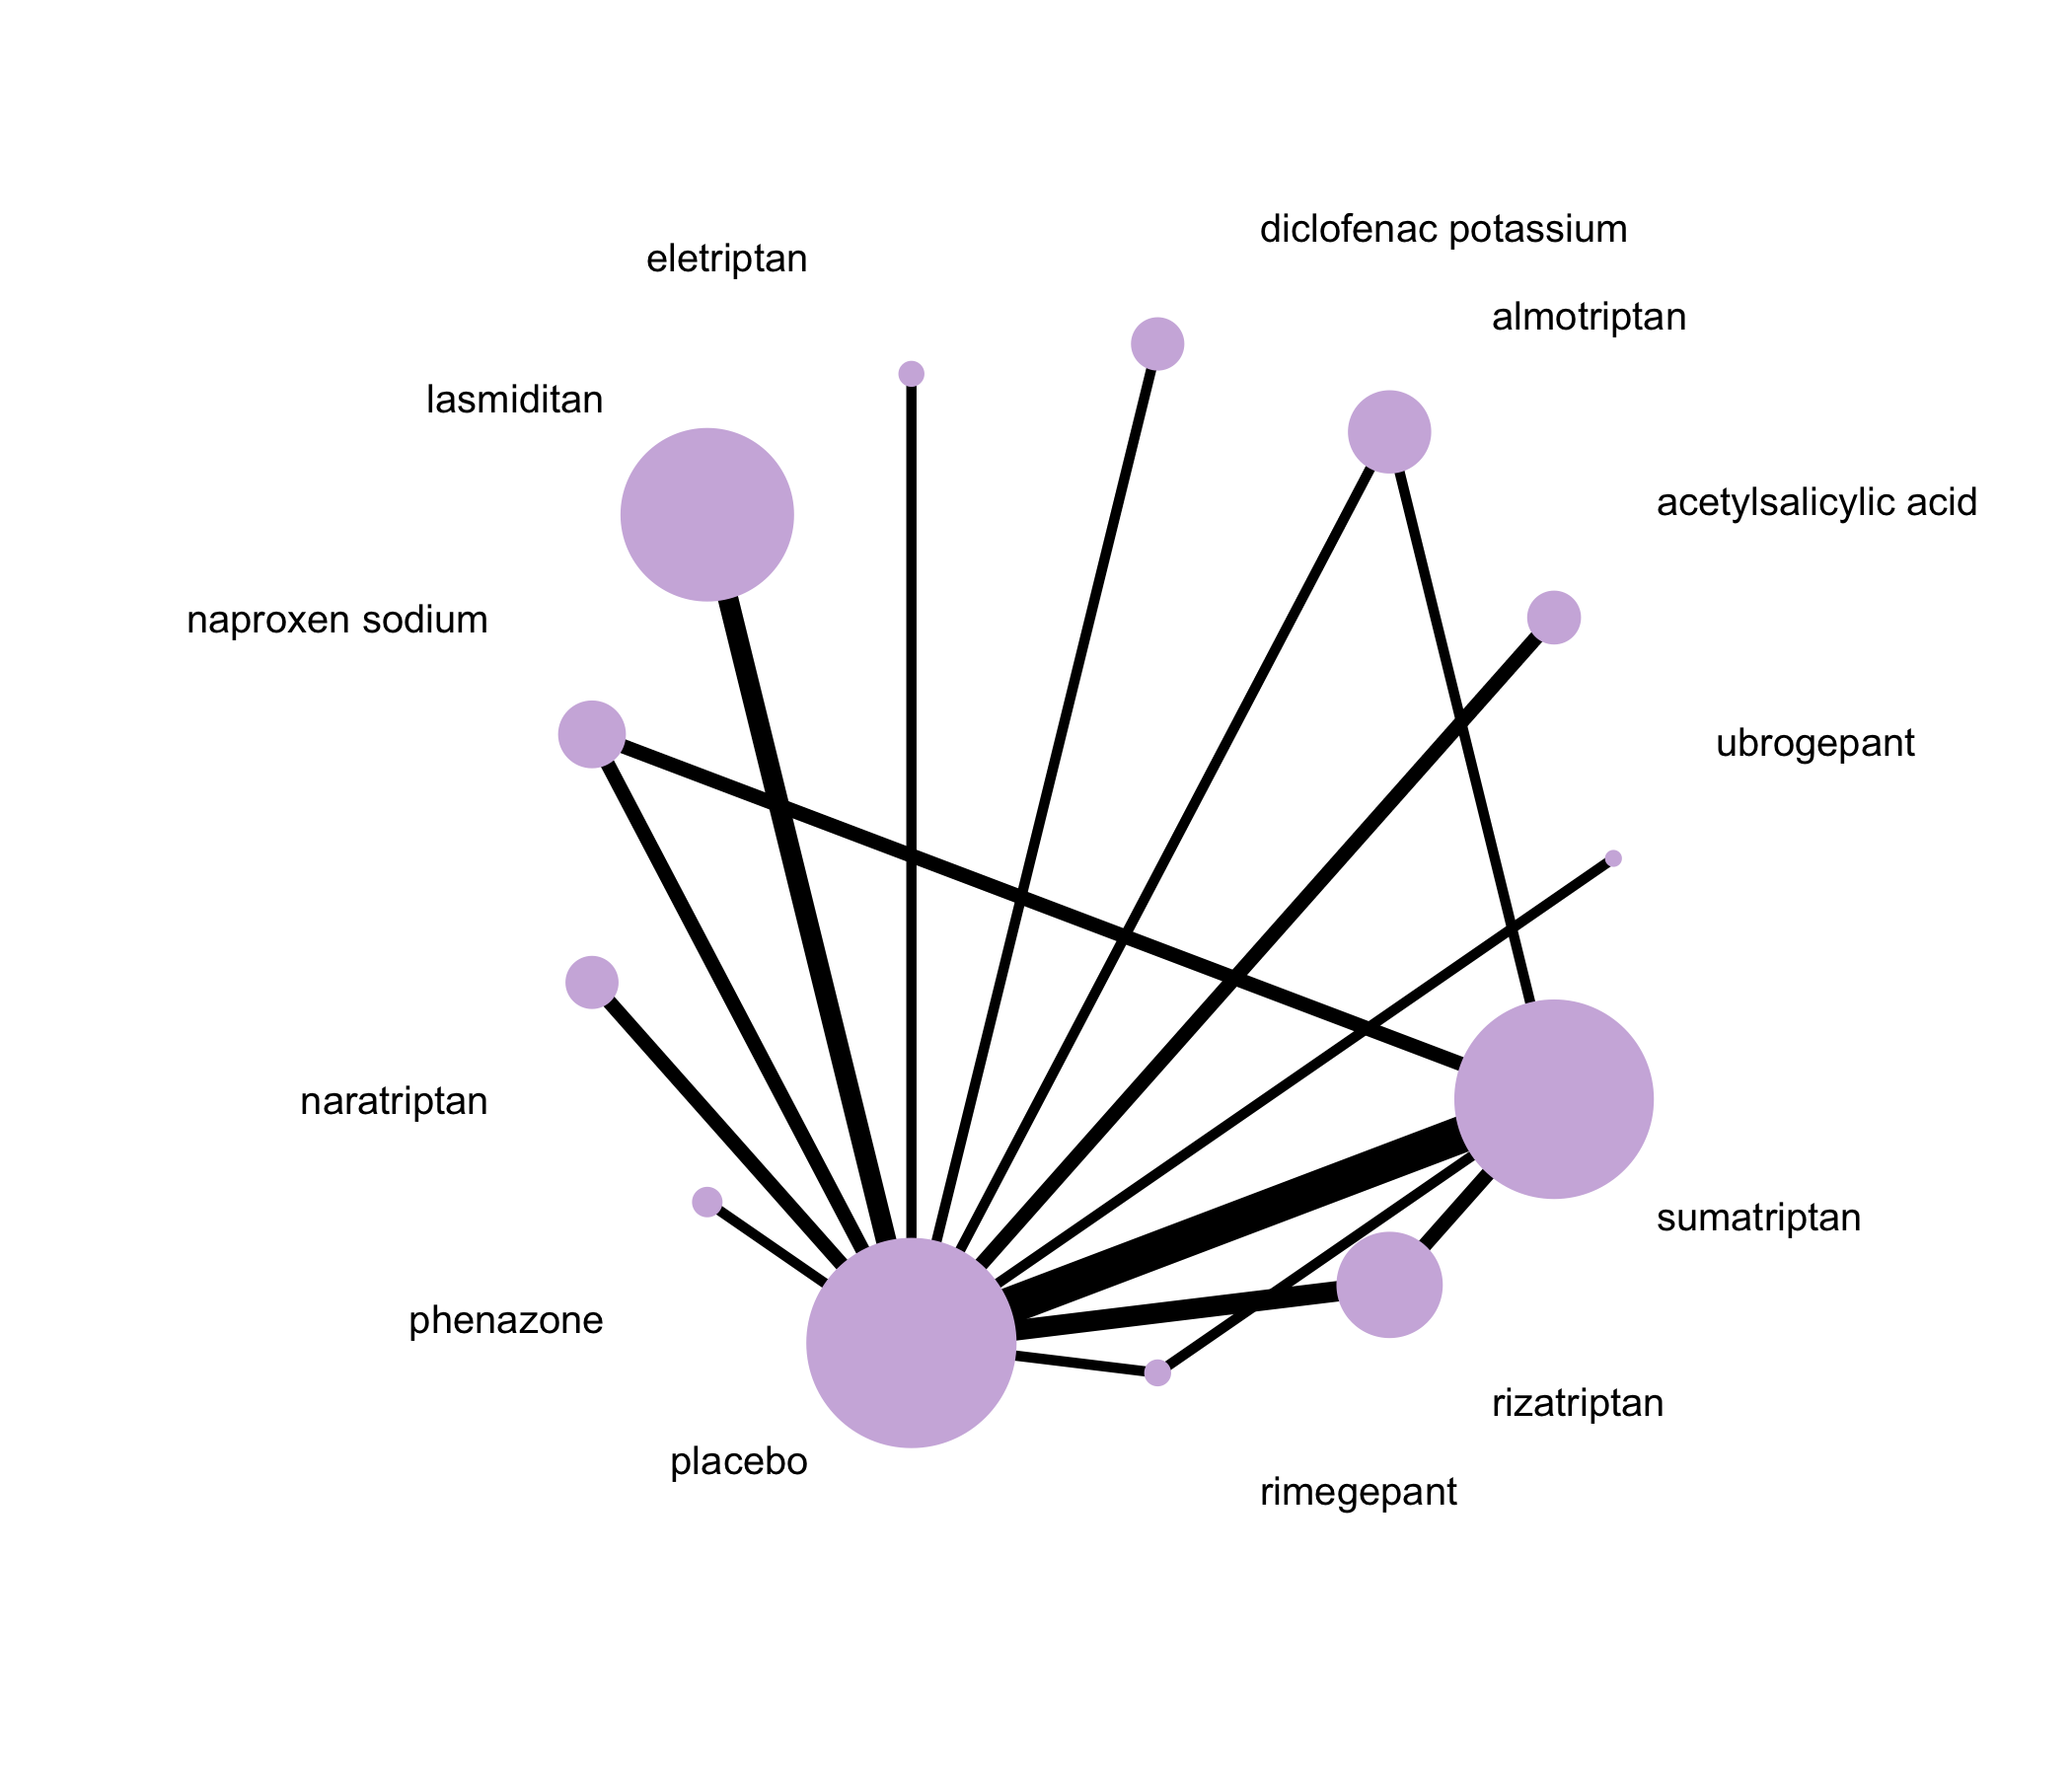 diclofenac potassium
eletriptan
almotriptan
lasmiditan
acetylsalicylic acid
naproxen sodium
ubrogepant
naratriptan
sumatriptan
phenazone
rizatriptan
placebo
rimegepant